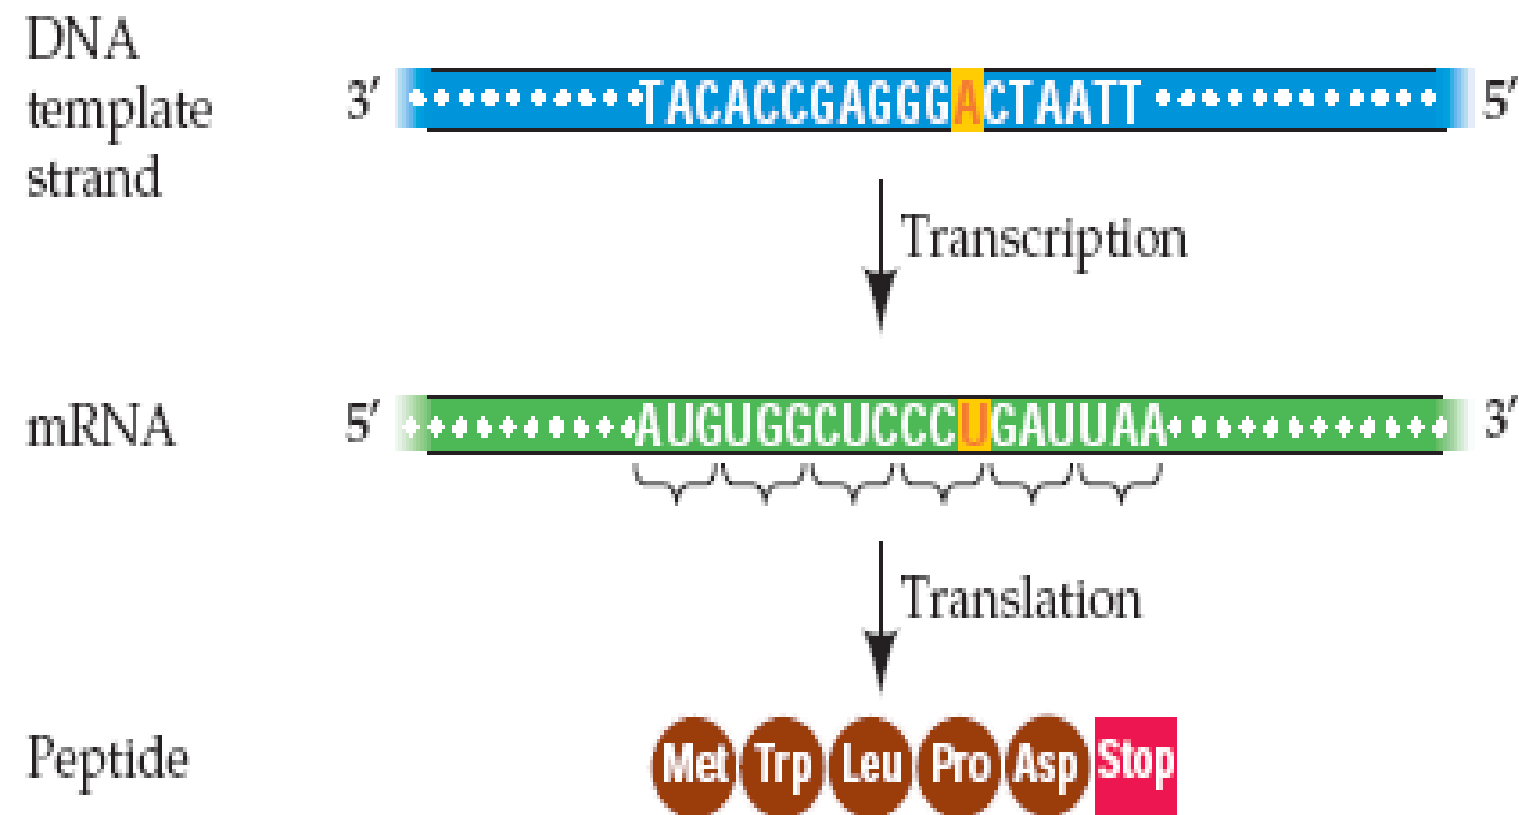 DNA
template
strand
3′ TACACCGAGGGACTAATT 5′
Transcription
mRNA 5′ AUGUGGCUCCCUGAUUAA 3′
Translation
Peptide Met Trp Leu Pro Asp Stop